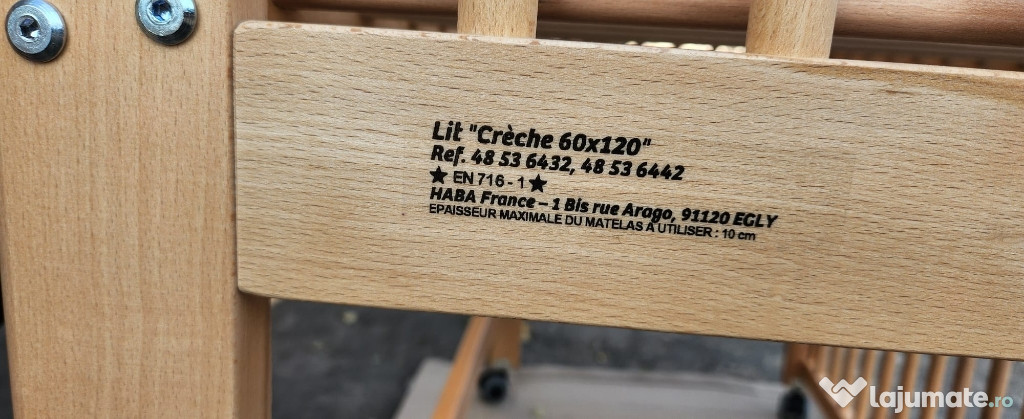 Lit "Crèche 60x120"
Ref. 48 53 6432, 48 53 6442
★ EN 716 - 1 ★
HABA France – 1 Bis rue Arago, 91120 EGLY
EPAISSEUR MAXIMALE DU MATELAS A UTILISER : 10 cm
lajumate.ro